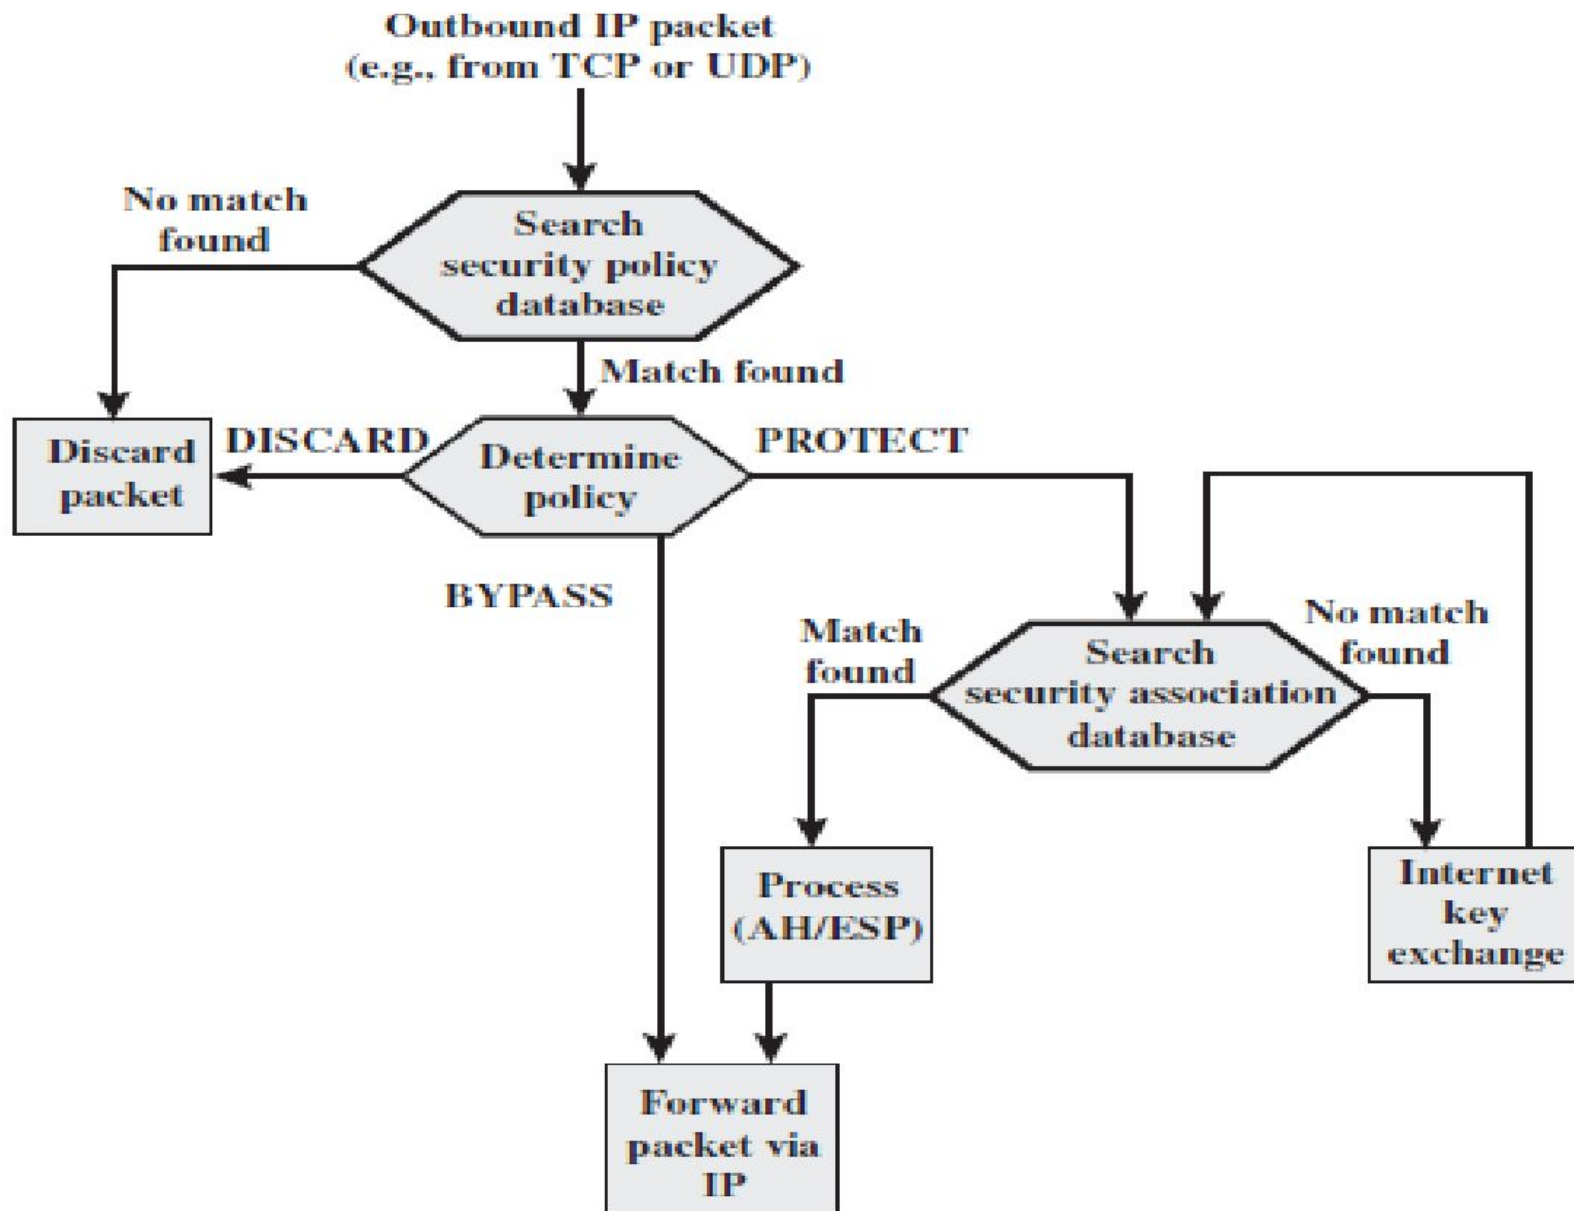 Outbound IP packet
(e.g., from TCP or UDP)
No match
found
Search
security policy
database
Match found
Discard
packet
DISCARD
Determine
policy
PROTECT
BYPASS
Match
found
Search
security association
database
No match
found
Process
(AH/ESP)
Internet
key
exchange
Forward
packet via
IP